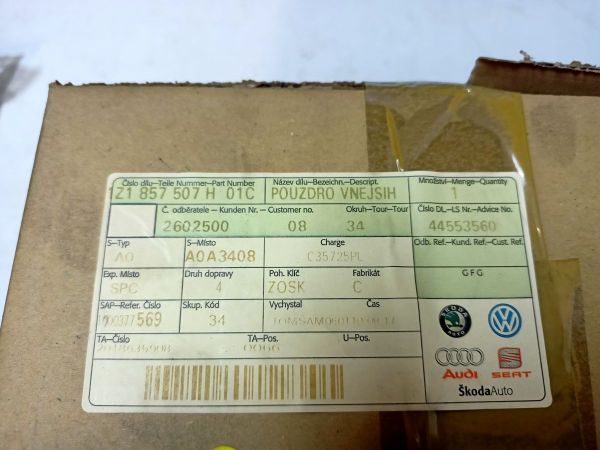 Číslo dílu–Teile Nummer–Part Number Název dílu–Bezeichn.–Descript. Množství–Menge–Quantity
1Z1 857 507 H 01C POUZDRO VNEJSIH 1
Č. odběratele – Kunden Nr. – Customer no. Okruh–Tour–Tour Číslo DL.–LS Nr.–Advice No.
2602500 08 34 44553560
S–Typ S–Místo Charge Odb. Ref.–Kund. Ref.–Cust. Ref.
A0 A0A3408 C35725PL
Exp. Místo Druh dopravy Poh. Klíč Fabrikát GFG
SPC 4 ZOSK C
SAP–Refer. Číslo Skup. Kód Vychystal Čas
569 34
TA–Číslo TA–Pos. U–Pos.
0066
ŠKODA
AUTO
Audi SEAT
ŠkodaAuto